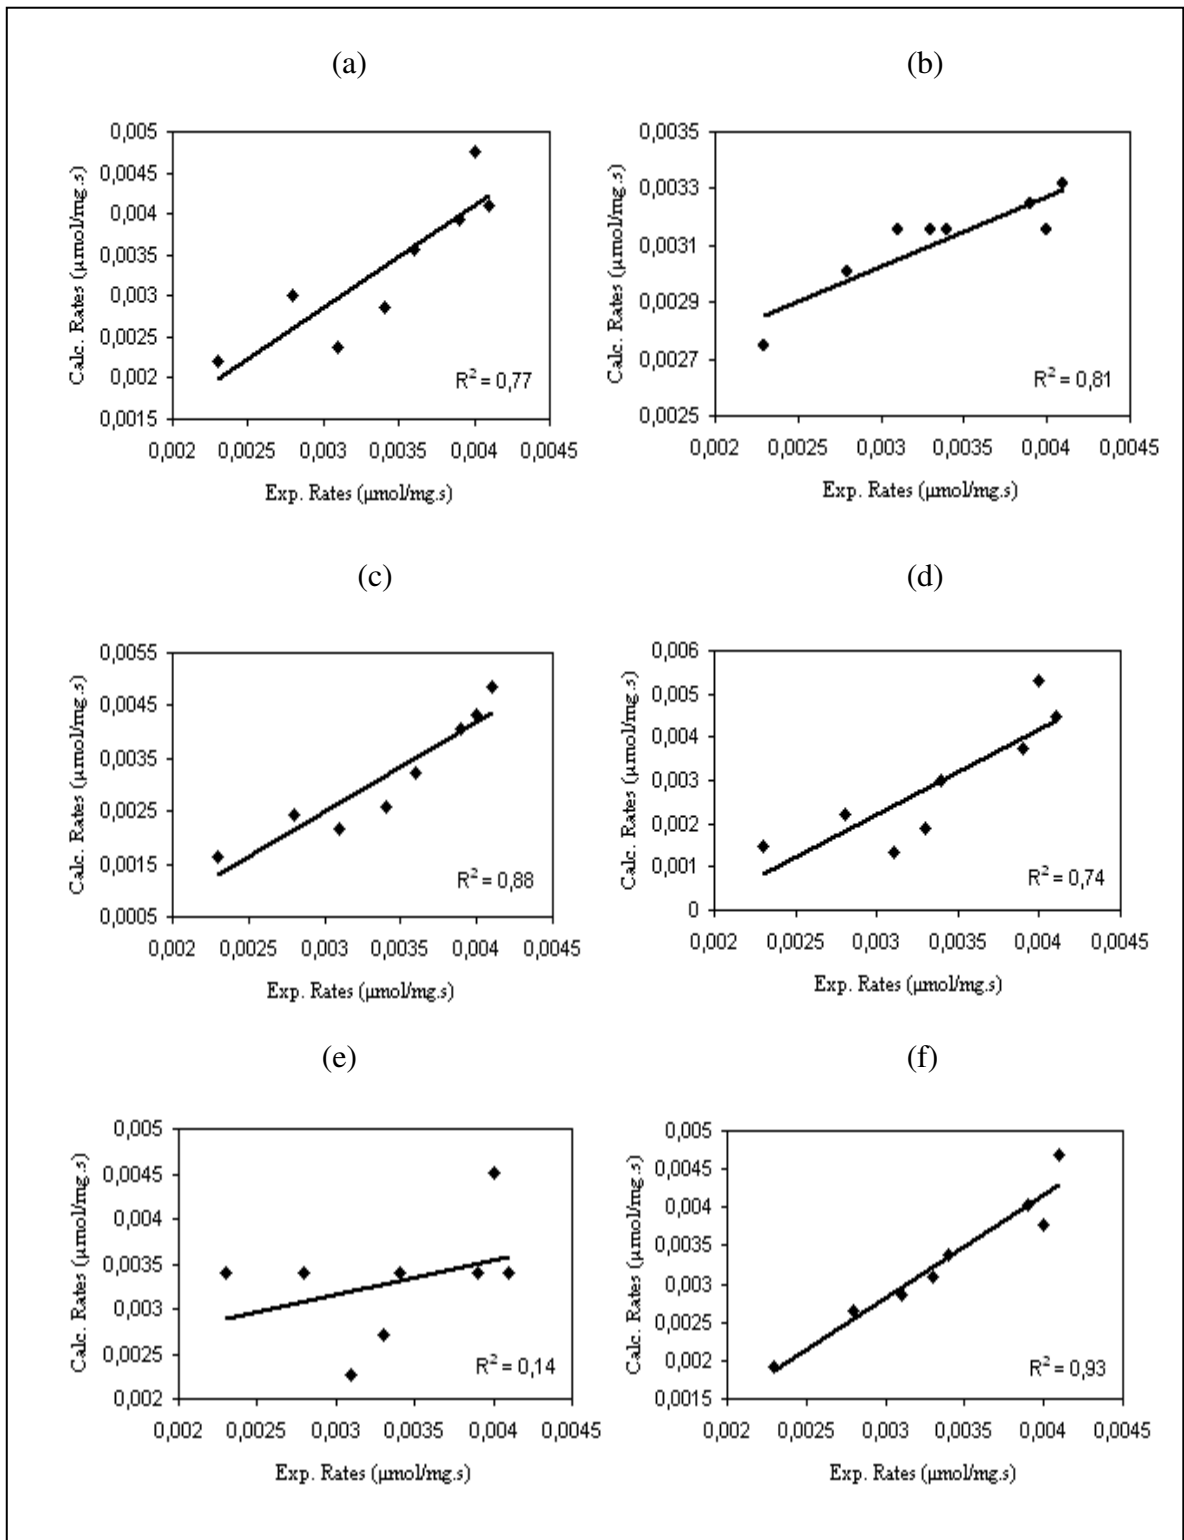 (a)
Calc. Rates (µmol/mg.s)
0,005
0,0045
0,004
0,0035
0,003
0,0025
0,002
0,0015
R² = 0,77
0,002 0,0025 0,003 0,0035 0,004 0,0045
Exp. Rates (µmol/mg.s)
(b)
Calc. Rates (µmol/mg.s)
0,0035
0,0033
0,0031
0,0029
0,0027
0,0025
R² = 0,81
0,002 0,0025 0,003 0,0035 0,004 0,0045
Exp. Rates (µmol/mg.s)
(c)
Calc. Rates (µmol/mg.s)
0,0055
0,0045
0,0035
0,0025
0,0015
0,0005
R² = 0,88
0,002 0,0025 0,003 0,0035 0,004 0,0045
Exp. Rates (µmol/mg.s)
(d)
Calc. Rates (µmol/mg.s)
0,006
0,005
0,004
0,003
0,002
0,001
0
R² = 0,74
0,002 0,0025 0,003 0,0035 0,004 0,0045
Exp. Rates (µmol/mg.s)
(e)
Calc. Rates (µmol/mg.s)
0,005
0,0045
0,004
0,0035
0,003
0,0025
0,002
R² = 0,14
0,002 0,0025 0,003 0,0035 0,004 0,0045
Exp. Rates (µmol/mg.s)
(f)
Calc. Rates (µmol/mg.s)
0,005
0,0045
0,004
0,0035
0,003
0,0025
0,002
0,0015
R² = 0,93
0,002 0,0025 0,003 0,0035 0,004 0,0045
Exp. Rates (µmol/mg.s)